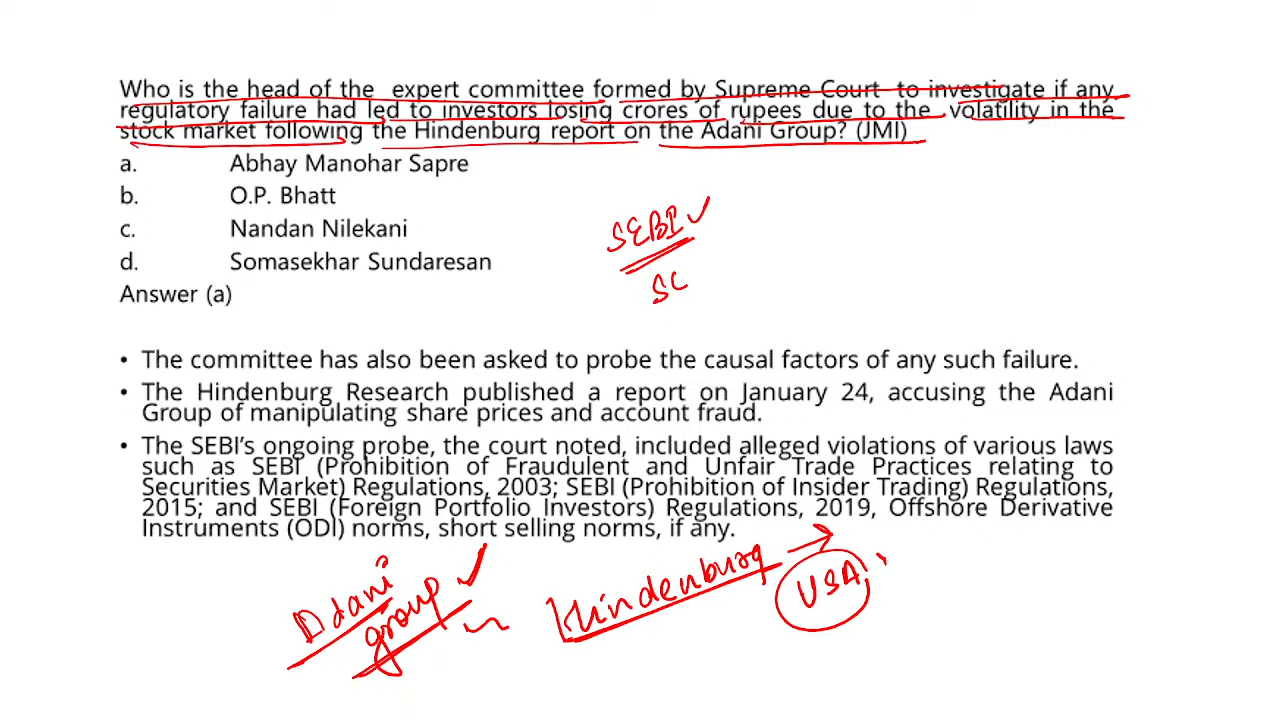 Who is the head of the expert committee formed by Supreme Court to investigate if any
regulatory failure had led to investors losing crores of rupees due to the volatility in the
stock market following the Hindenburg report on the Adani Group? (JMI)
a. Abhay Manohar Sapre
b. O.P. Bhatt
c. Nandan Nilekani
d. Somasekhar Sundaresan
Answer (a)
SEBI
SC
• The committee has also been asked to probe the causal factors of any such failure.
• The Hindenburg Research published a report on January 24, accusing the Adani
Group of manipulating share prices and account fraud.
• The SEBI's ongoing probe, the court noted, included alleged violations of various laws
such as SEBI (Prohibition of Fraudulent and Unfair Trade Practices relating to
Securities Market) Regulations, 2003; SEBI (Prohibition of Insider Trading) Regulations,
2015; and SEBI (Foreign Portfolio Investors) Regulations, 2019, Offshore Derivative
Instruments (ODI) norms, short selling norms, if any.
Adani
group
Hindenburg → USA